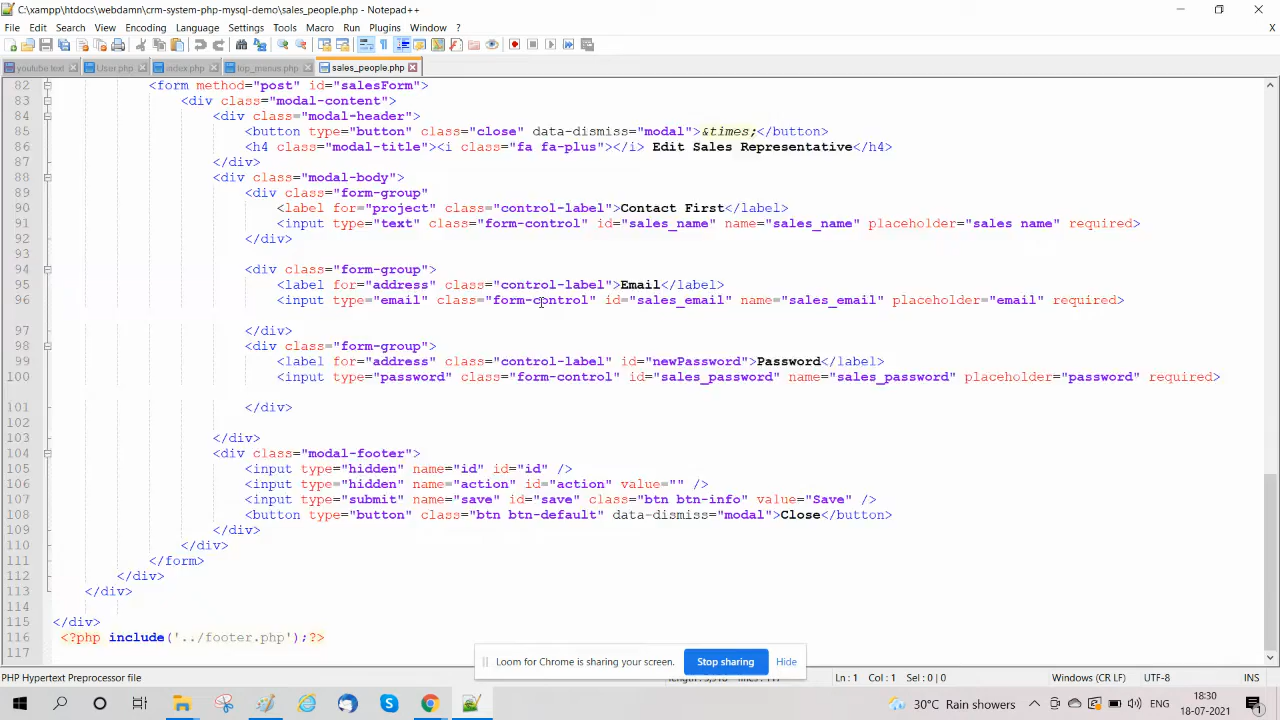 C:\xampp\htdocs\webdamn\crm-system-php-mysql-demo\sales_people.php - Notepad++
File Edit Search View Encoding Language Settings Tools Macro Run Plugins Window ?
youtube text User.php index.php top_menus.php sales_people.php
82 <form method="post" id="salesForm">
83 <div class="modal-content">
84 <div class="modal-header">
85 <button type="button" class="close" data-dismiss="modal">&times;</button>
86 <h4 class="modal-title"><i class="fa fa-plus"></i> Edit Sales Representative</h4>
87 </div>
88 <div class="modal-body">
89 <div class="form-group"
90 <label for="project" class="control-label">Contact First</label>
91 <input type="text" class="form-control" id="sales_name" name="sales_name" placeholder="sales name" required>
92 </div>
93
94 <div class="form-group">
95 <label for="address" class="control-label">Email</label>
96 <input type="email" class="form-control" id="sales_email" name="sales_email" placeholder="email" required>
97 </div>
98 <div class="form-group">
99 <label for="address" class="control-label" id="newPassword">Password</label>
100 <input type="password" class="form-control" id="sales_password" name="sales_password" placeholder="password" required>
101 </div>
102
103 </div>
104 <div class="modal-footer">
105 <input type="hidden" name="id" id="id" />
106 <input type="hidden" name="action" id="action" value="" />
107 <input type="submit" name="save" id="save" class="btn btn-info" value="Save" />
108 <button type="button" class="btn btn-default" data-dismiss="modal">Close</button>
109 </div>
110 </div>
111 </form>
112 </div>
113 </div>
114
115 </div>
116 <?php include('../footer.php');?>
117
Loom for Chrome is sharing your screen. Stop sharing Hide
PHP Hypertext Preprocessor file Ln : 1 Col : 1 Sel : 0 | 0 Windows (CR LF) UTF-8 INS
30°C Rain showers 18:30
18-07-2021